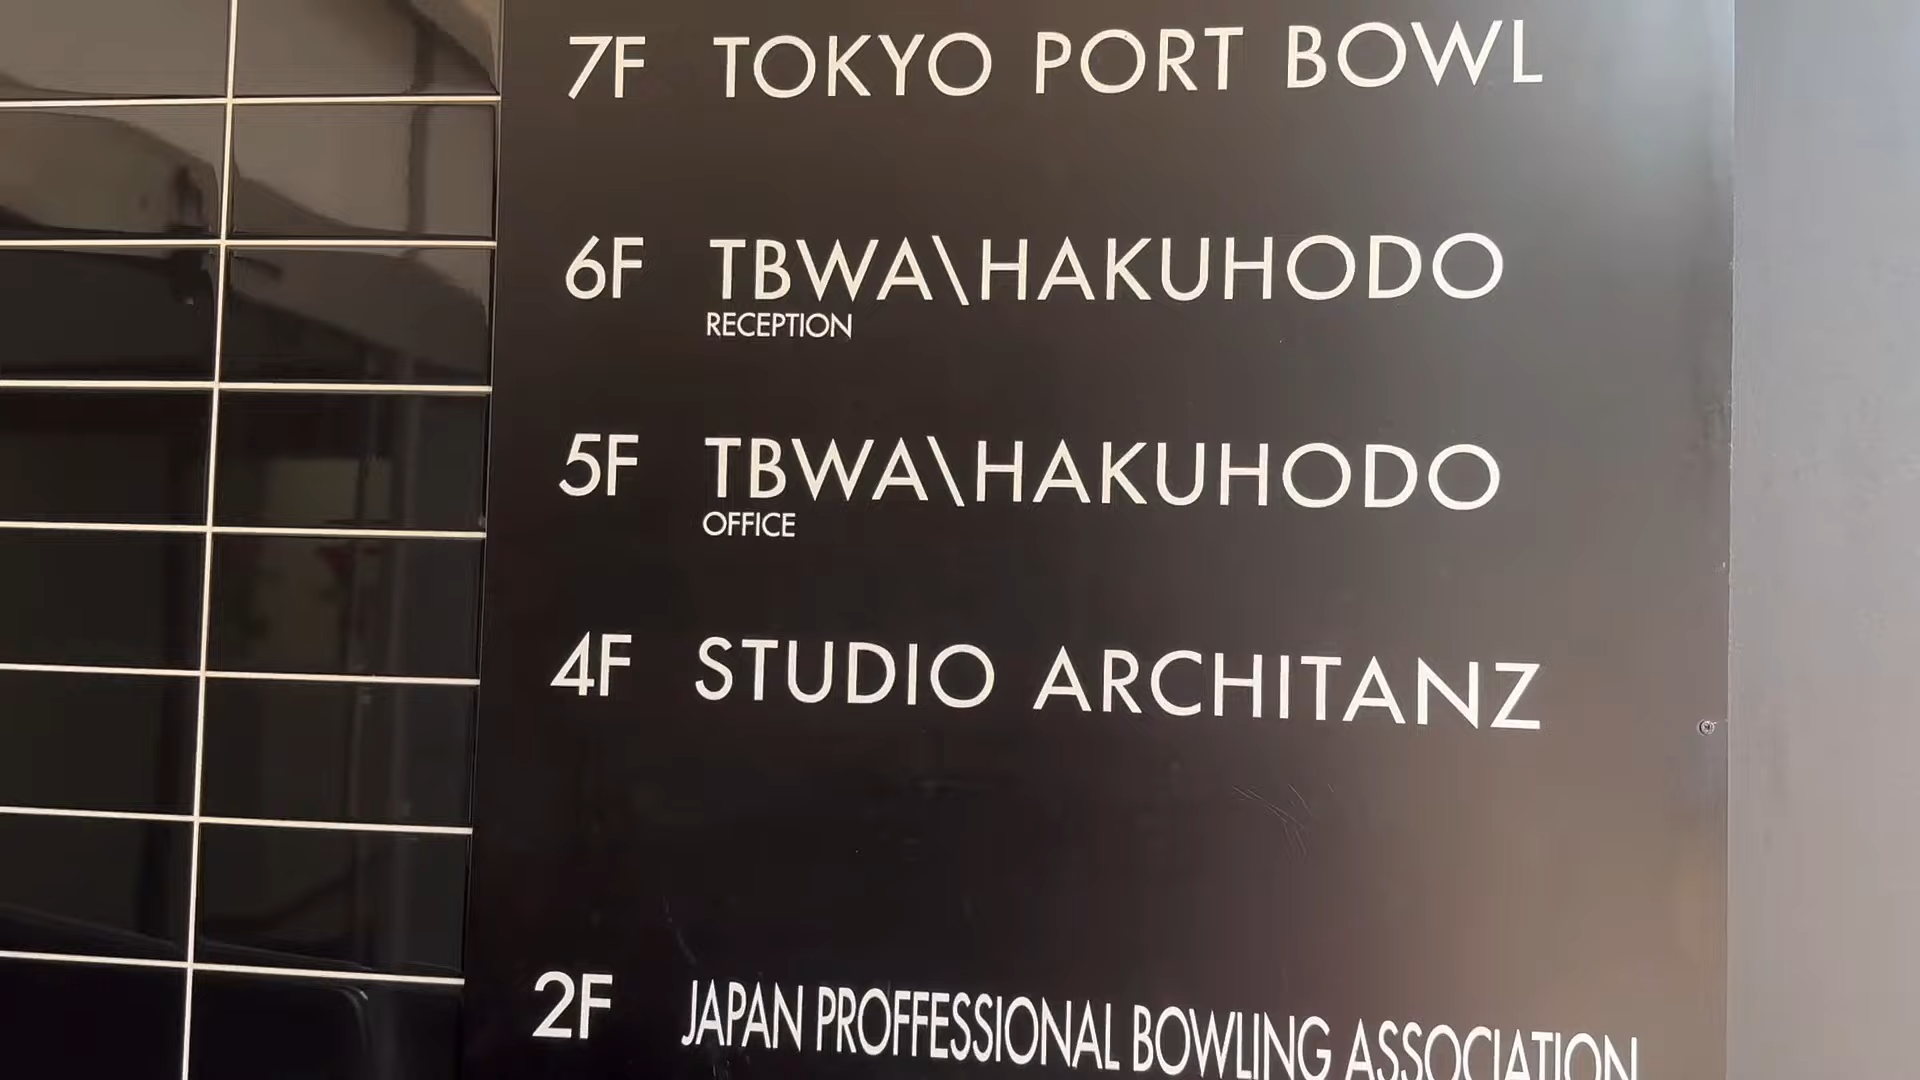 7F TOKYO PORT BOWL
6F TBWA\HAKUHODO
RECEPTION
5F TBWA\HAKUHODO
OFFICE
4F STUDIO ARCHITANZ
2F JAPAN PROFFESSIONAL BOWLING ASSOCIATION